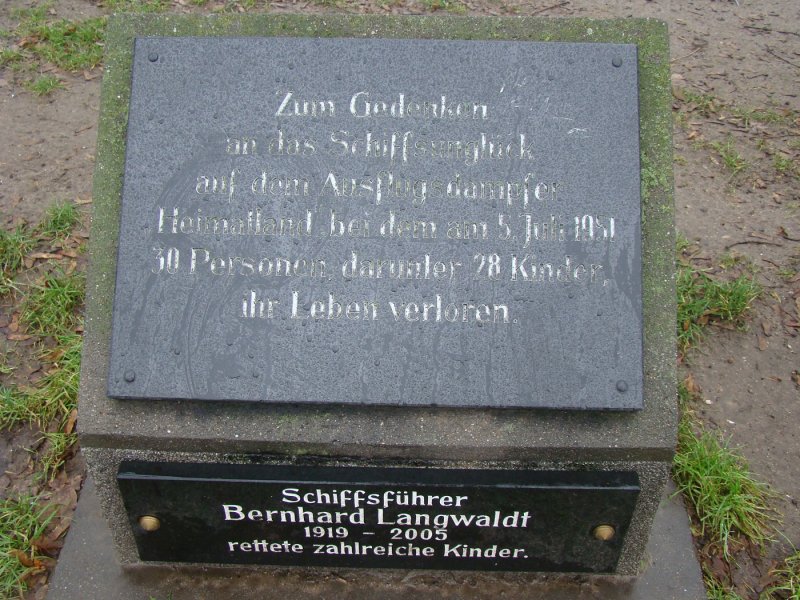 Zum Gedenken
an das Schiffsunglück
auf dem Ausflugsdampfer
„Heimatland", bei dem am 5. Juli 1951
30 Personen, darunter 28 Kinder,
ihr Leben verloren.
Schiffsführer
Bernhard Langwaldt
1919 - 2005
rettete zahlreiche Kinder.